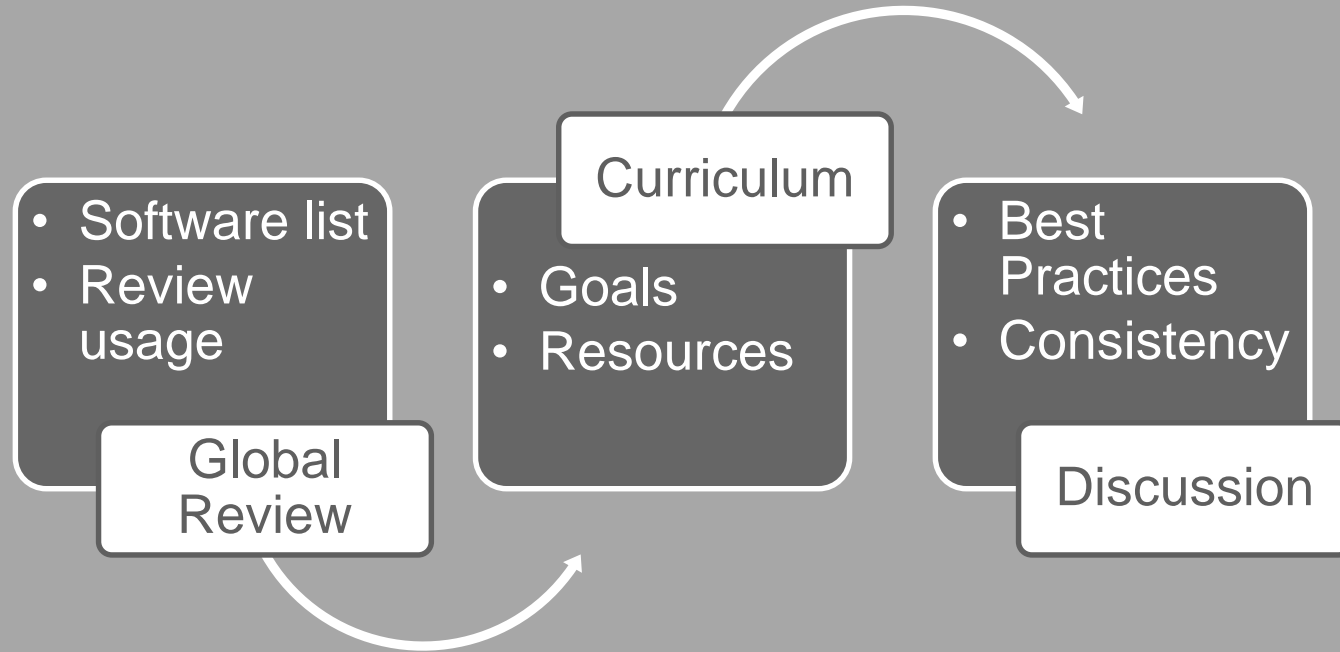 • Software list
• Review
usage
Global
Review
Curriculum
• Goals
• Resources
• Best
Practices
• Consistency
Discussion